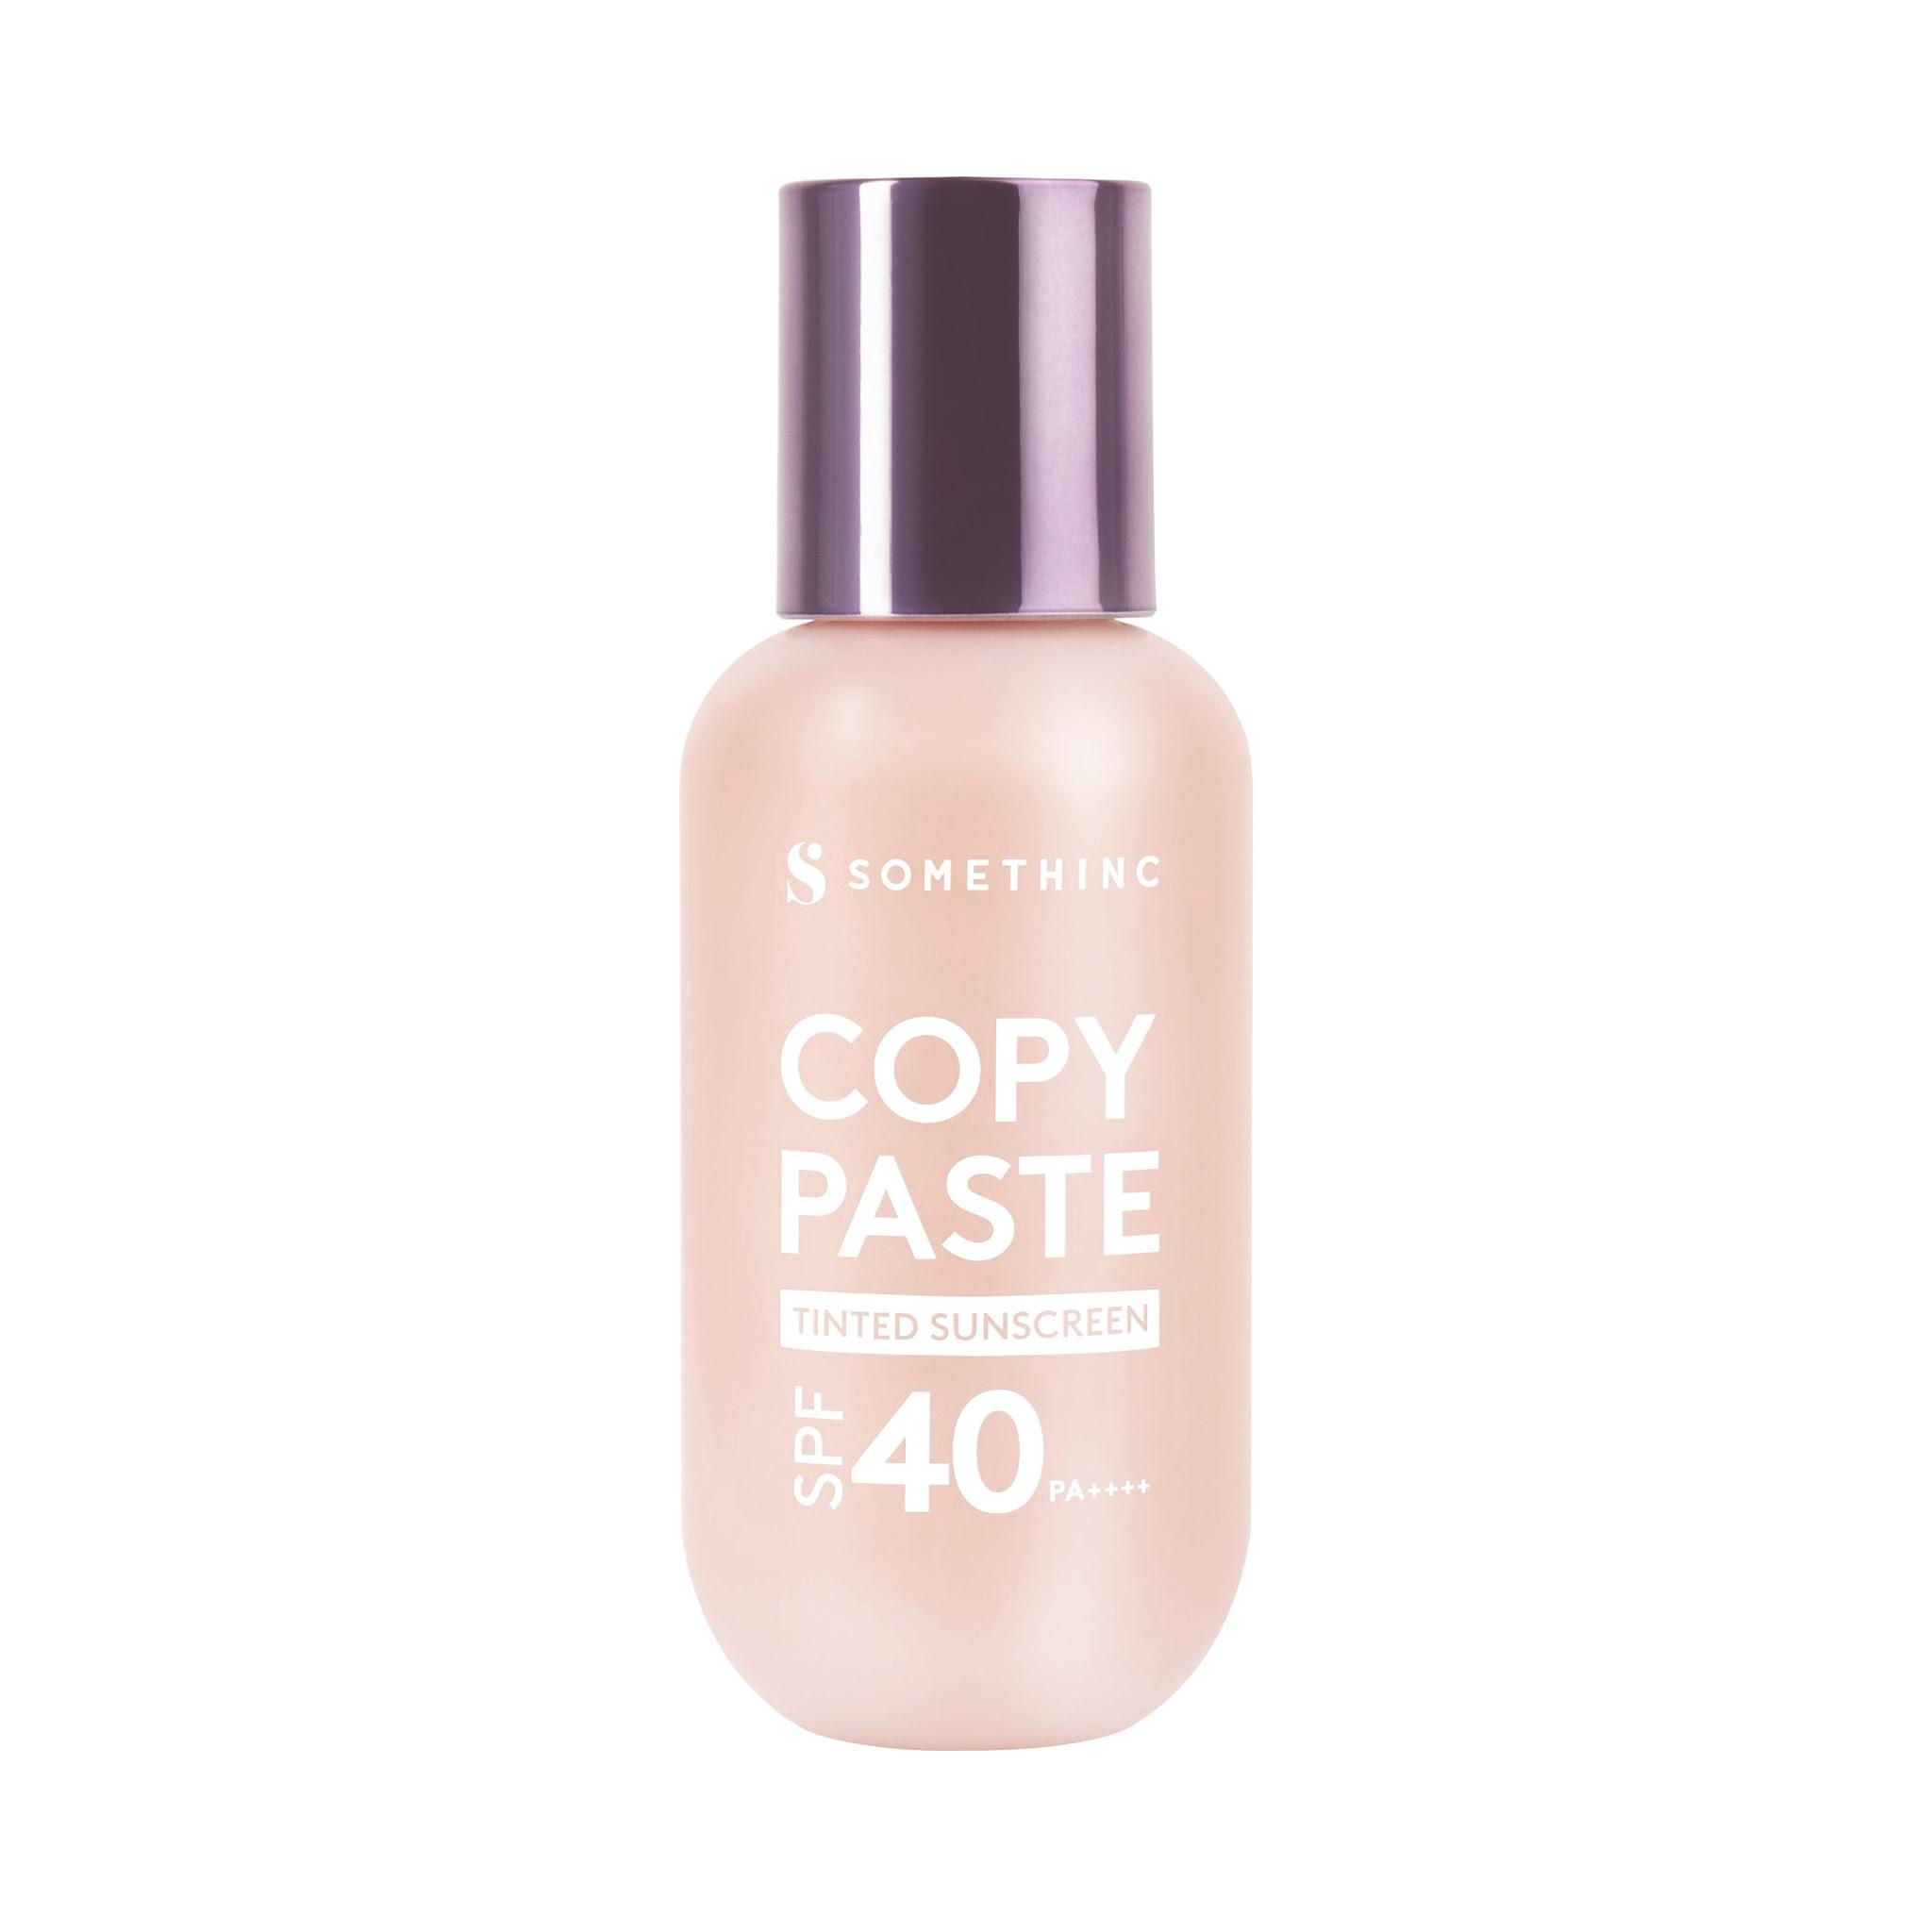 SOMETHINC
COPY
PASTE
TINTED SUNSCREEN
SPF 40 PA++++